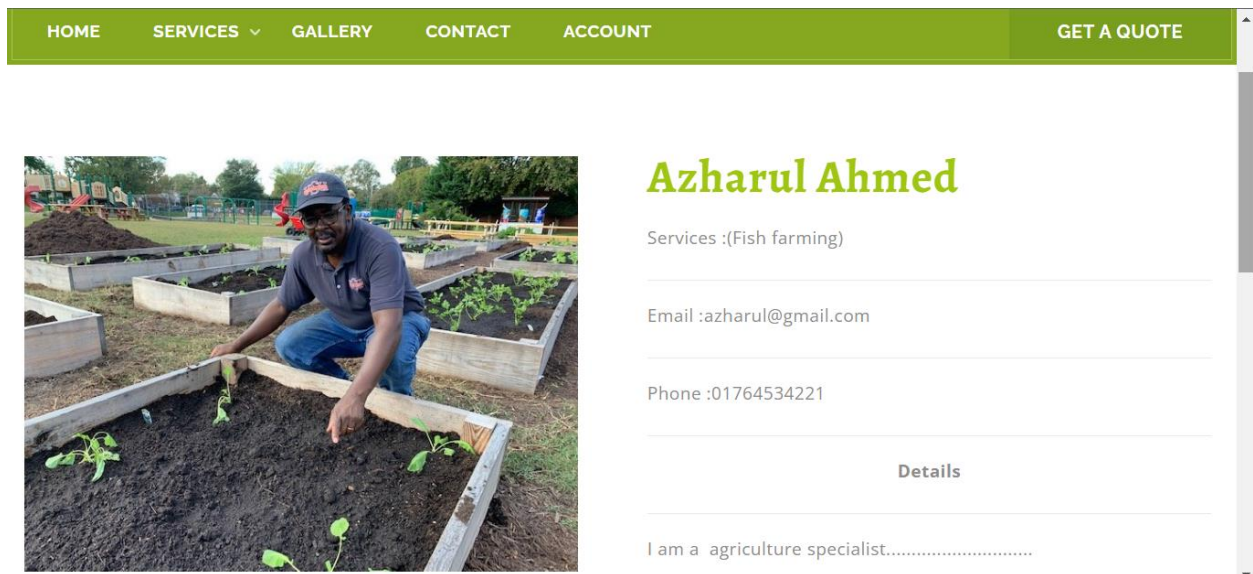 HOME SERVICES GALLERY CONTACT ACCOUNT GET A QUOTE
Azharul Ahmed
Services :(Fish farming)
Email :azharul@gmail.com
Phone :01764534221
Details
I am a agriculture specialist.............................